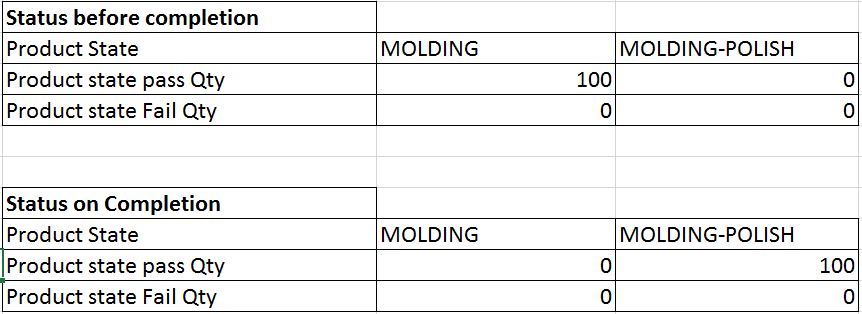 Status before completion
Product State MOLDING MOLDING-POLISH
Product state pass Qty 100 0
Product state Fail Qty 0 0
Status on Completion
Product State MOLDING MOLDING-POLISH
Product state pass Qty 0 100
Product state Fail Qty 0 0